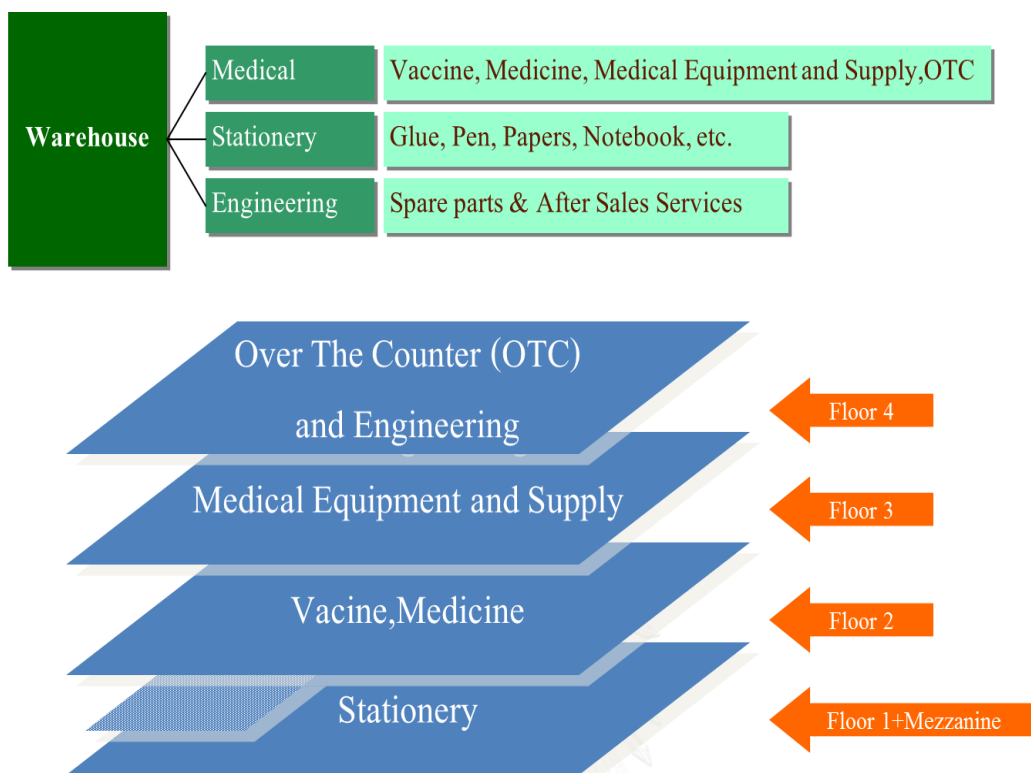 Warehouse
Medical
Vaccine, Medicine, Medical Equipment and Supply,OTC
Stationery
Glue, Pen, Papers, Notebook, etc.
Engineering
Spare parts & After Sales Services
Over The Counter (OTC)
and Engineering
Floor 4
Medical Equipment and Supply
Floor 3
Vacine,Medicine
Floor 2
Stationery
Floor 1+Mezzanine